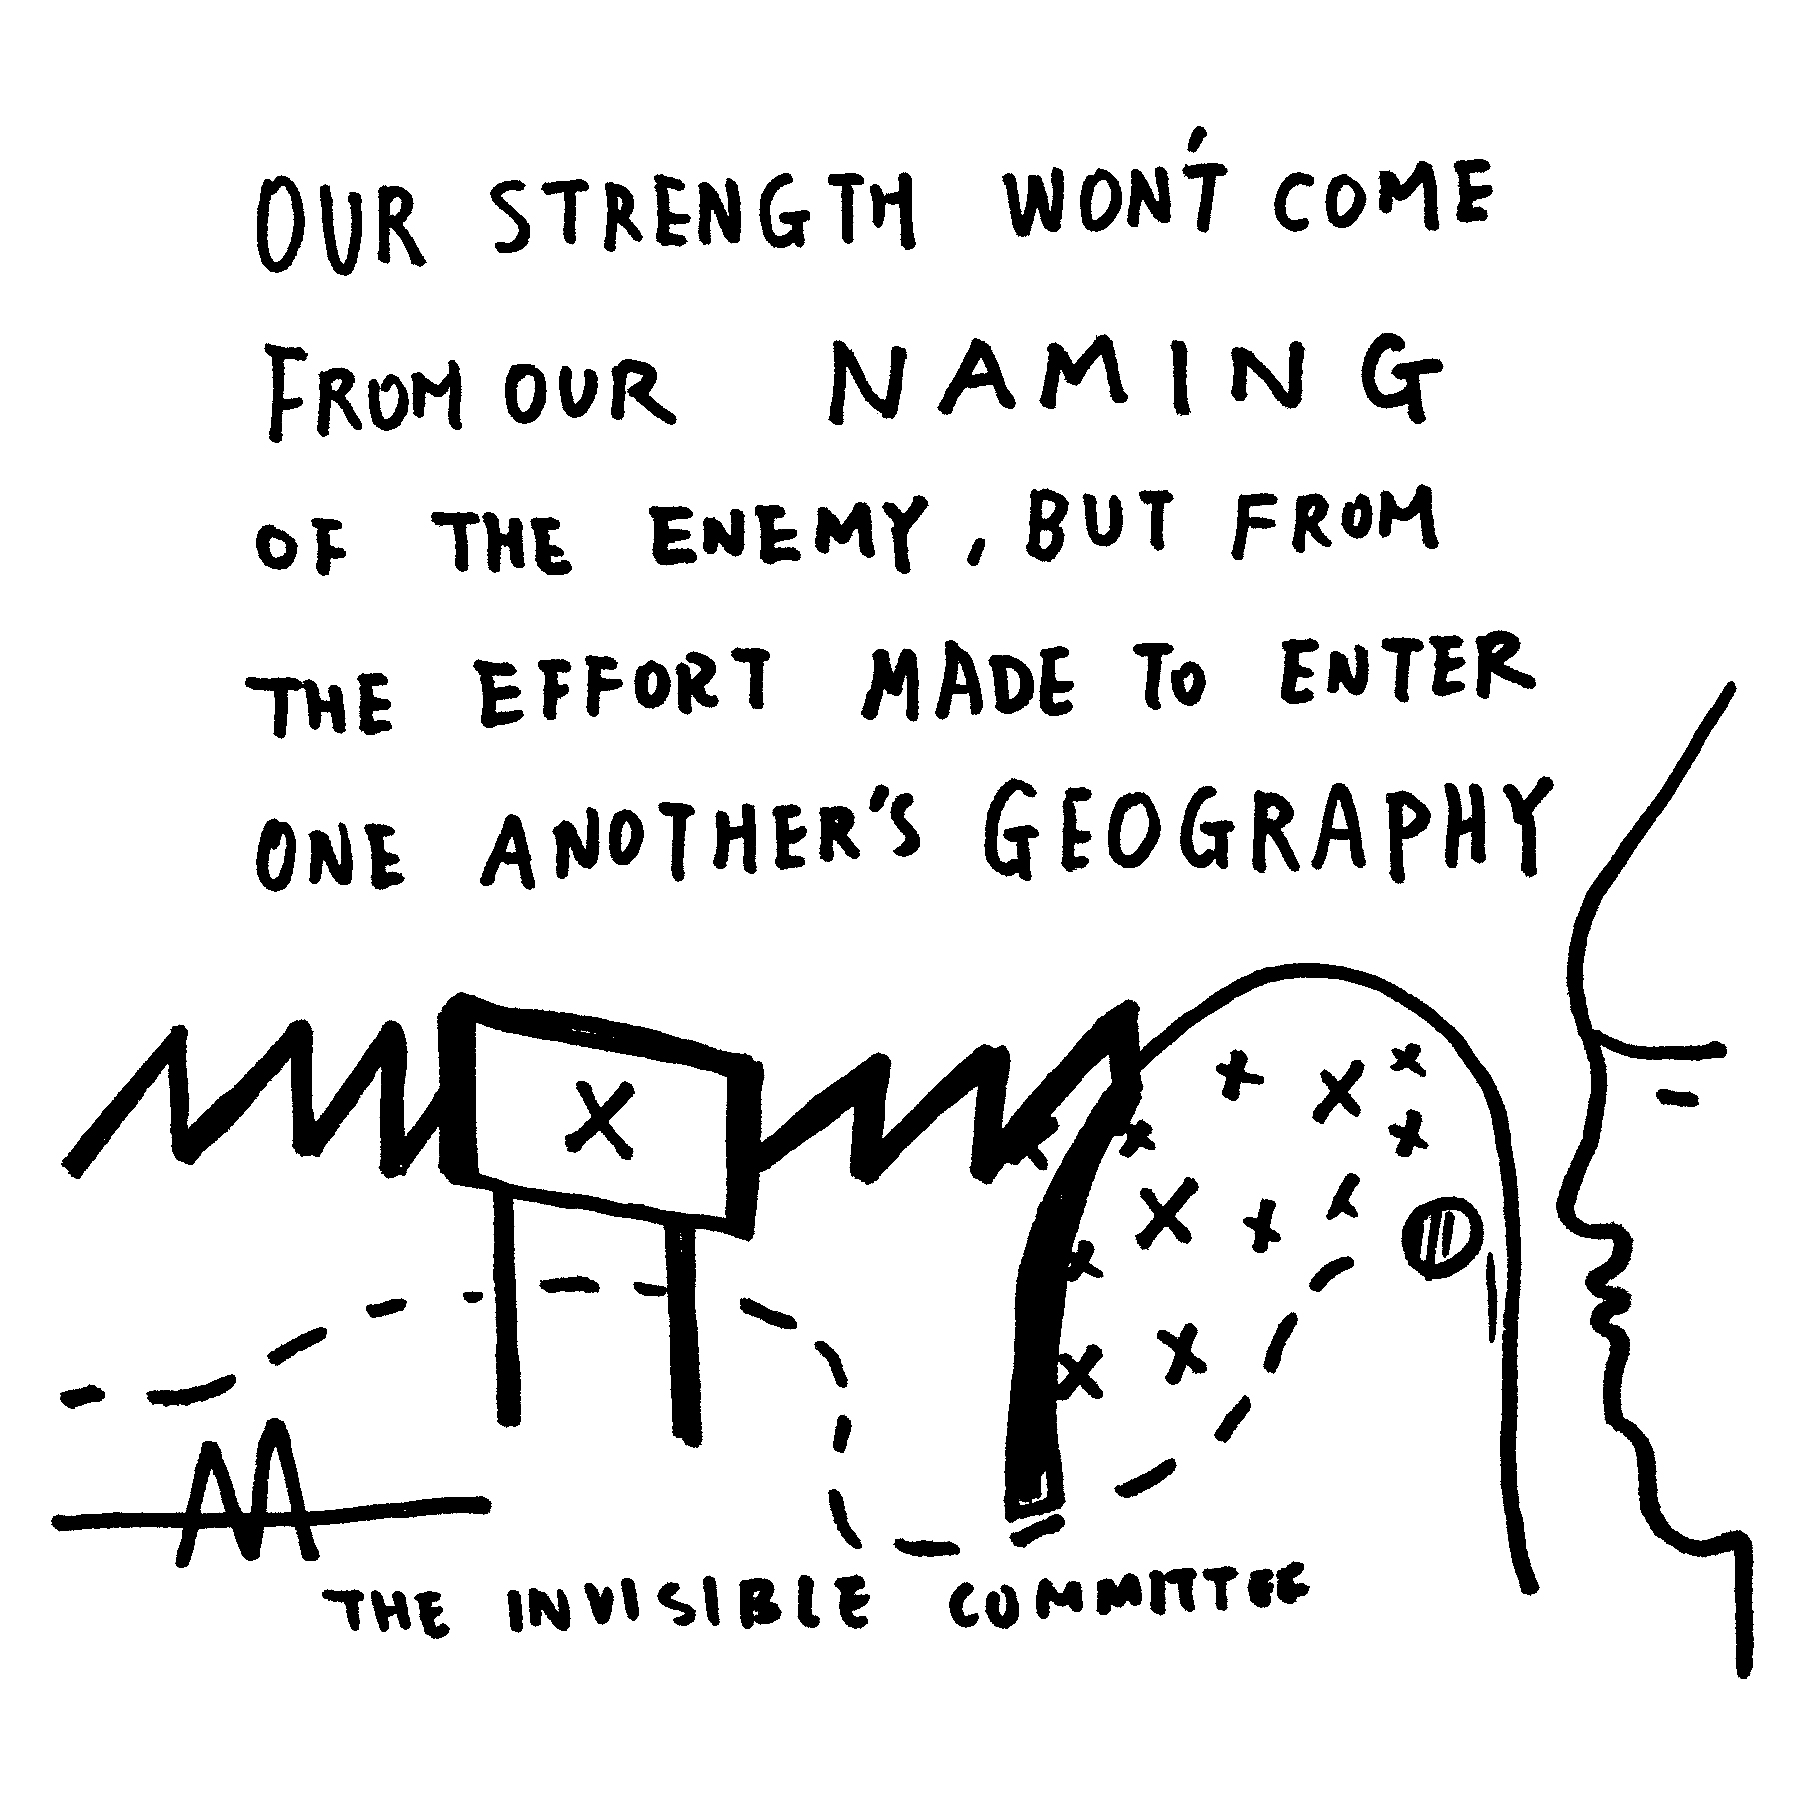 OUR STRENGTH WON'T COME
FROM OUR NAMING
OF THE ENEMY, BUT FROM
THE EFFORT MADE TO ENTER
ONE ANOTHER'S GEOGRAPHY
THE INVISIBLE COMMITTEE